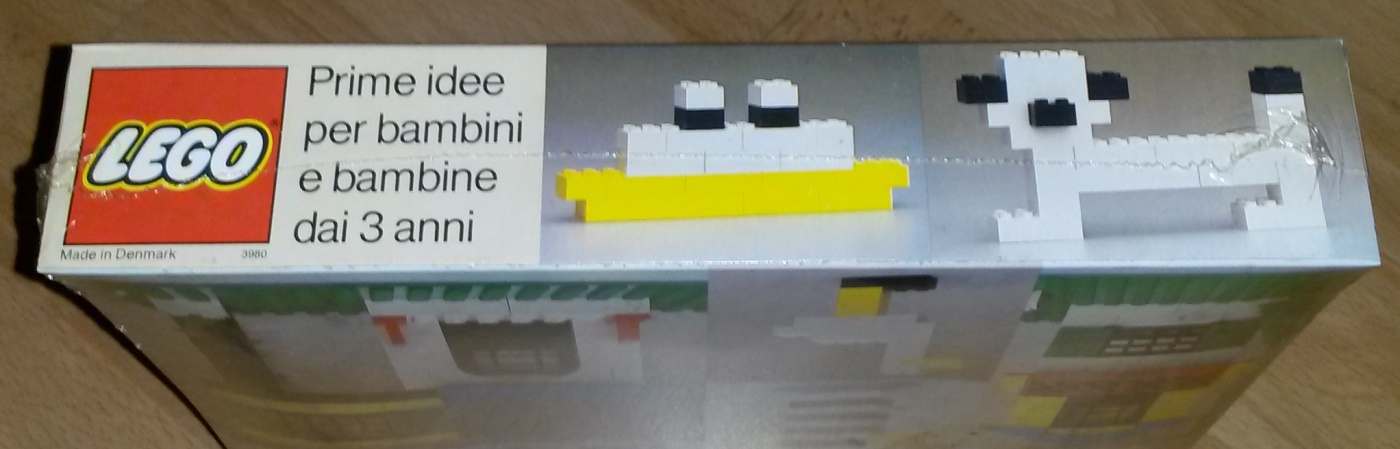 LEGO
Prime idee
per bambini
e bambine
dai 3 anni
Made in Denmark 3980